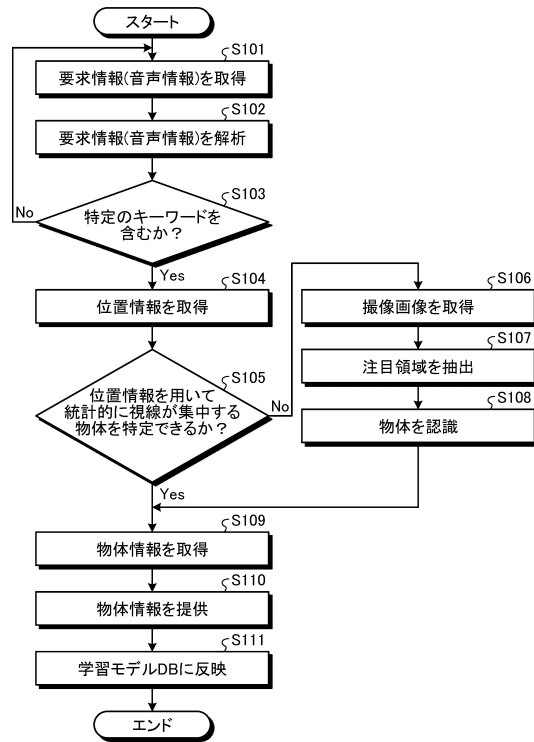 スタート
S101
要求情報(音声情報)を取得
S102
要求情報(音声情報)を解析
S103
特定のキーワードを
含むか？
No
Yes
S104
位置情報を取得
S105
位置情報を用いて
統計的に視線が集中する
物体を特定できるか？
No
S106
撮像画像を取得
S107
注目領域を抽出
S108
物体を認識
Yes
S109
物体情報を取得
S110
物体情報を提供
S111
学習モデルDBに反映
エンド